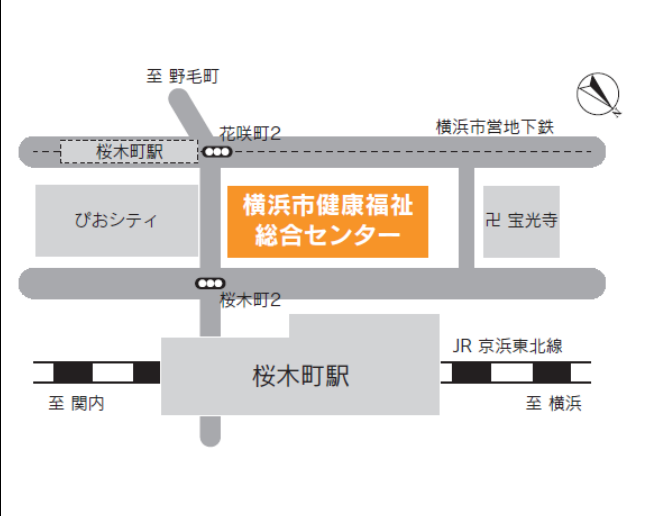 至 野毛町
花咲町2
横浜市営地下鉄
桜木町駅
ぴおシティ
横浜市健康福祉
総合センター
卍 宝光寺
桜木町2
JR 京浜東北線
桜木町駅
至 関内
至 横浜
N